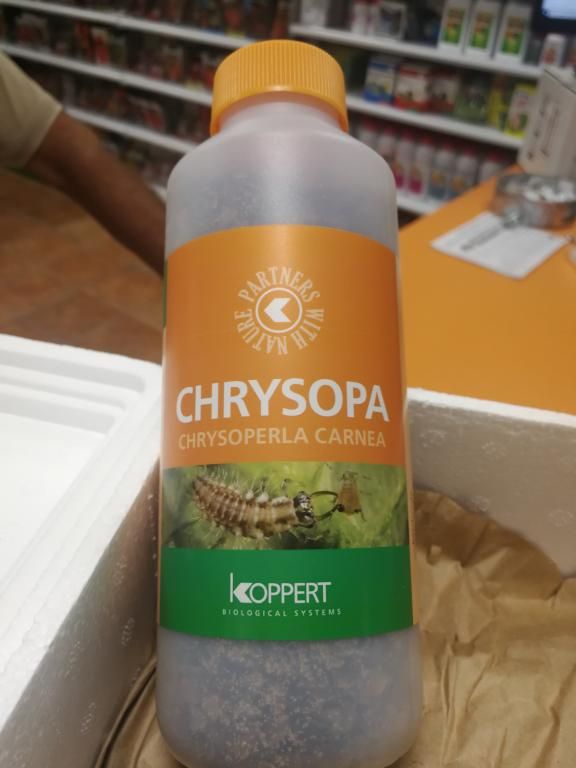 PARTNERS WITH NATURE
CHRYSOPA
CHRYSOPERLA CARNEA
KOPPERT
BIOLOGICAL SYSTEMS